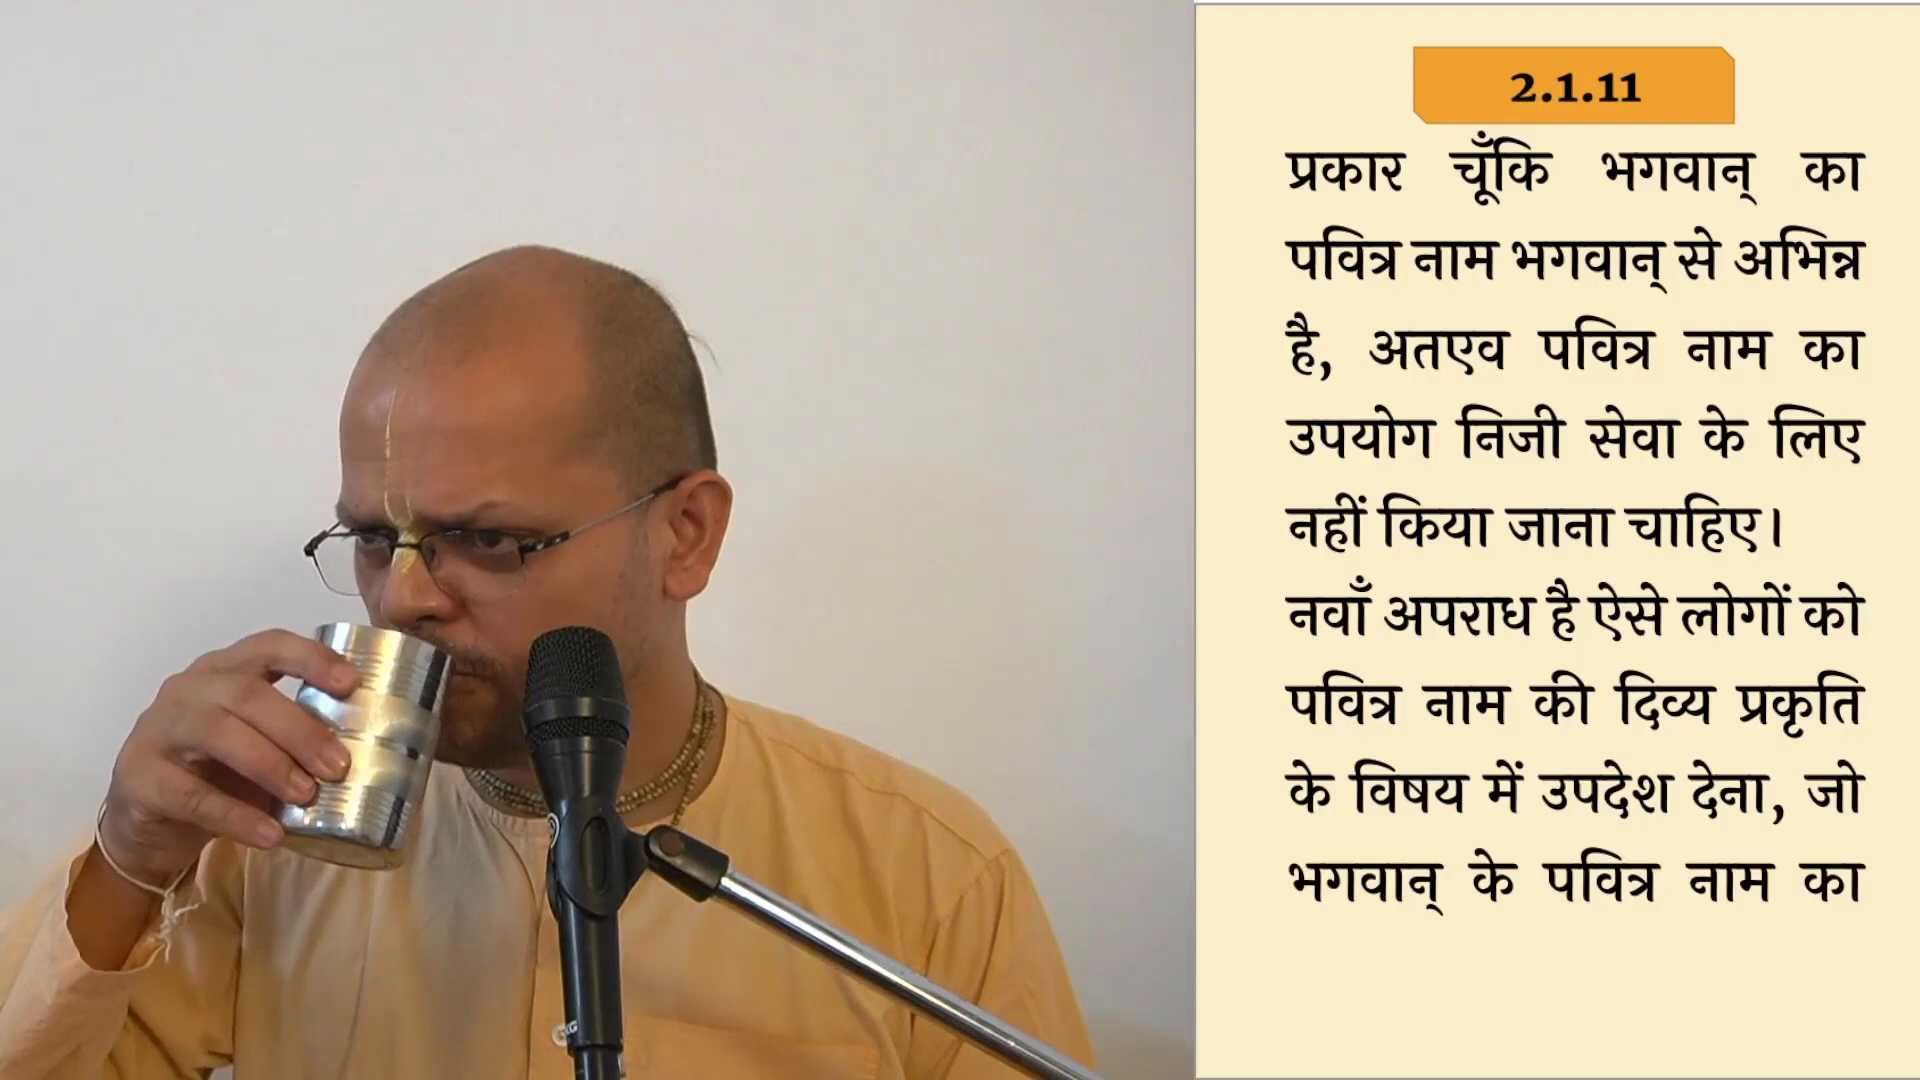 2.1.11
प्रकार चूँकि भगवान् का
पवित्र नाम भगवान् से अभिन्न
है, अतएव पवित्र नाम का
उपयोग निजी सेवा के लिए
नहीं किया जाना चाहिए।
नवाँ अपराध है ऐसे लोगों को
पवित्र नाम की दिव्य प्रकृति
के विषय में उपदेश देना, जो
भगवान् के पवित्र नाम का